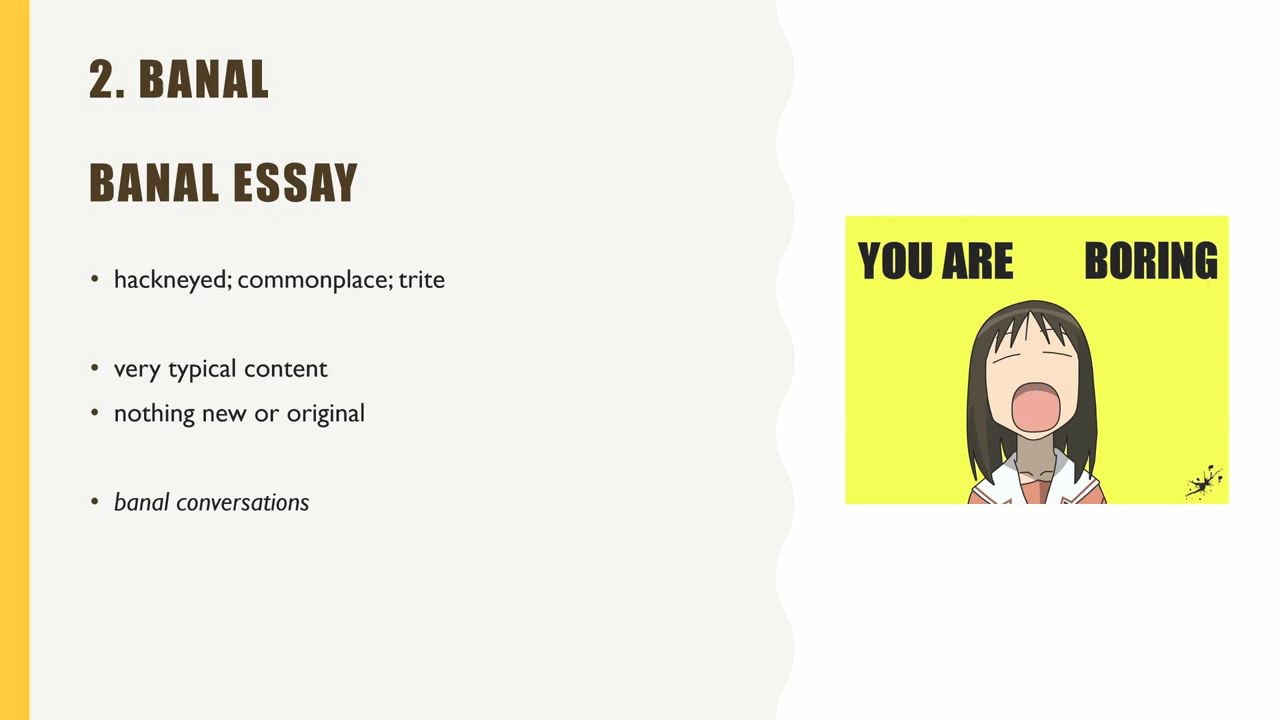 2. BANAL
BANAL ESSAY
• hackneyed; commonplace; trite
• very typical content
• nothing new or original
• banal conversations
YOU ARE BORING